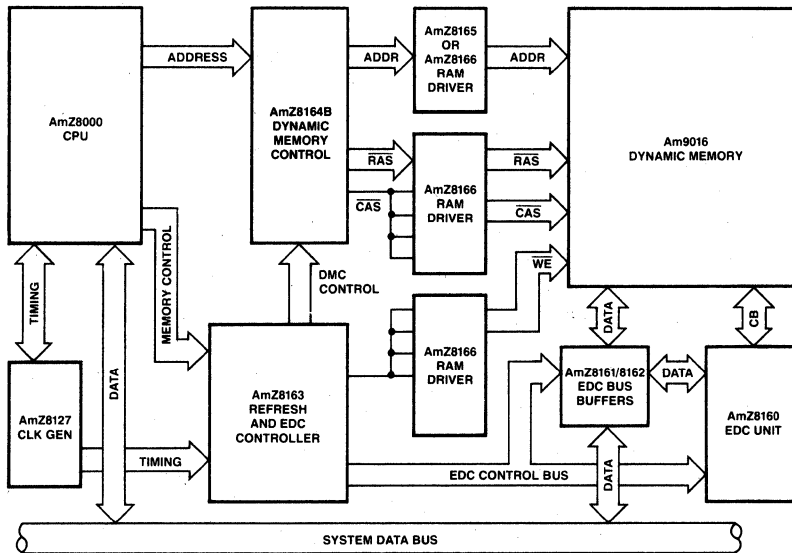 AmZ8000
CPU
ADDRESS
AmZ8164B
DYNAMIC
MEMORY
CONTROL
ADDR
AmZ8165
OR
AmZ8166
RAM
DRIVER
ADDR
Am9016
DYNAMIC MEMORY
RAS
CAS
AmZ8166
RAM
DRIVER
RAS
CAS
WE
TIMING
MEMORY CONTROL
DATA
DMC
CONTROL
AmZ8127
CLK GEN
TIMING
AmZ8163
REFRESH
AND EDC
CONTROLLER
AmZ8166
RAM
DRIVER
DATA
CB
AmZ8161/8162
EDC BUS
BUFFERS
DATA
AmZ8160
EDC UNIT
EDC CONTROL BUS
DATA
SYSTEM DATA BUS